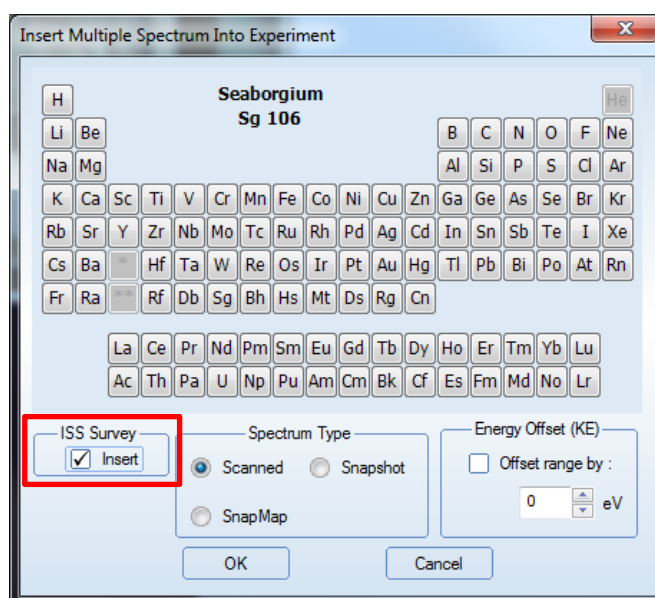 Insert Multiple Spectrum Into Experiment
Seaborgium
Sg 106
H He
Li Be B C N O F Ne
Na Mg Al Si P S Cl Ar
K Ca Sc Ti V Cr Mn Fe Co Ni Cu Zn Ga Ge As Se Br Kr
Rb Sr Y Zr Nb Mo Tc Ru Rh Pd Ag Cd In Sn Sb Te I Xe
Cs Ba * Hf Ta W Re Os Ir Pt Au Hg Tl Pb Bi Po At Rn
Fr Ra ** Rf Db Sg Bh Hs Mt Ds Rg Cn
La Ce Pr Nd Pm Sm Eu Gd Tb Dy Ho Er Tm Yb Lu
Ac Th Pa U Np Pu Am Cm Bk Cf Es Fm Md No Lr
ISS Survey
Insert
Spectrum Type
Scanned Snapshot
SnapMap
Energy Offset (KE)
Offset range by :
0 eV
OK Cancel